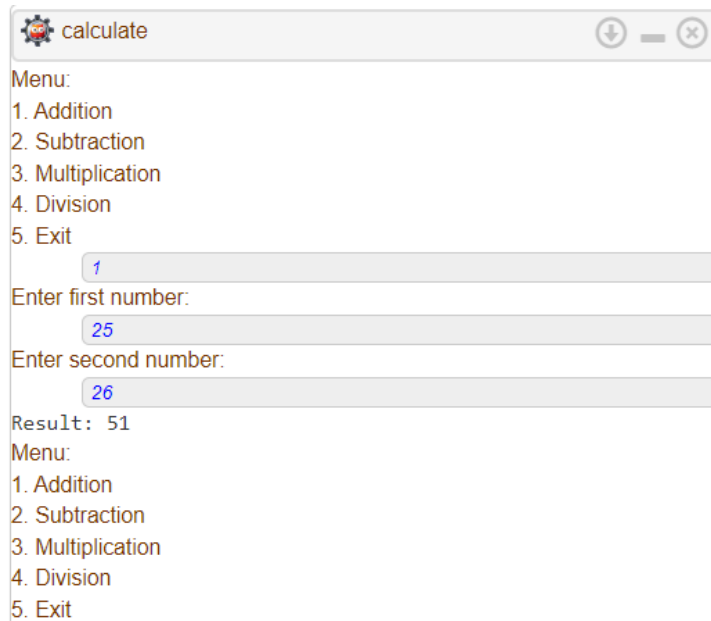 calculate
Menu:
1. Addition
2. Subtraction
3. Multiplication
4. Division
5. Exit
1
Enter first number:
25
Enter second number:
26
Result: 51
Menu:
1. Addition
2. Subtraction
3. Multiplication
4. Division
5. Exit